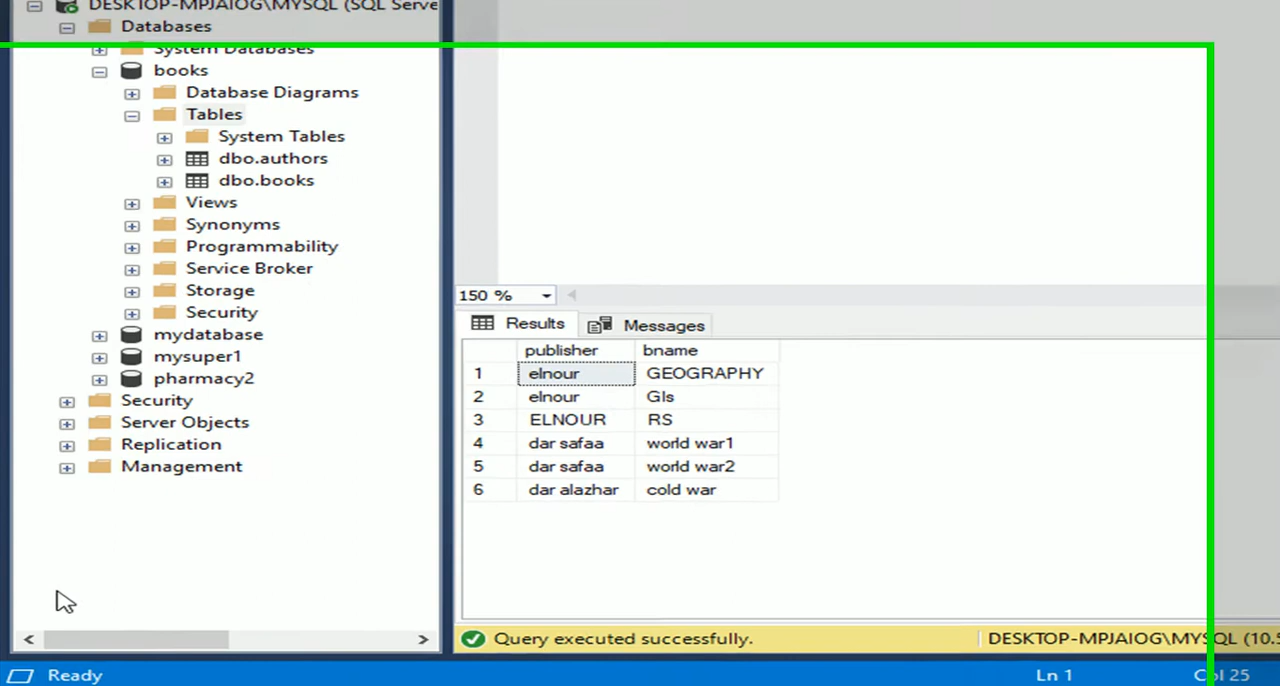 DESKTOP-MPJAIOG\MYSQL (SQL Serve
Databases
System Databases
books
Database Diagrams
Tables
System Tables
dbo.authors
dbo.books
Views
Synonyms
Programmability
Service Broker
Storage
Security
mydatabase
mysuper1
pharmacy2
Security
Server Objects
Replication
Management
150 %
Results Messages
publisher bname
1 elnour GEOGRAPHY
2 elnour GIs
3 ELNOUR RS
4 dar safaa world war1
5 dar safaa world war2
6 dar alazhar cold war
Query executed successfully. DESKTOP-MPJAIOG\MYSQL (10.5
Ready Ln 1 Col 25